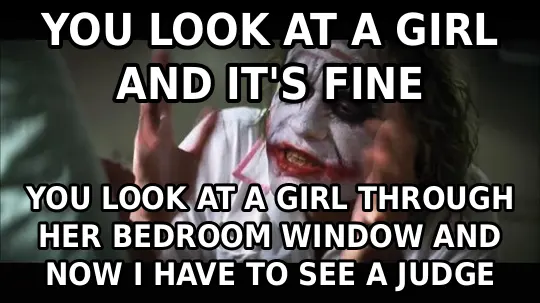 YOU LOOK AT A GIRL
AND IT'S FINE
YOU LOOK AT A GIRL THROUGH
HER BEDROOM WINDOW AND
NOW I HAVE TO SEE A JUDGE